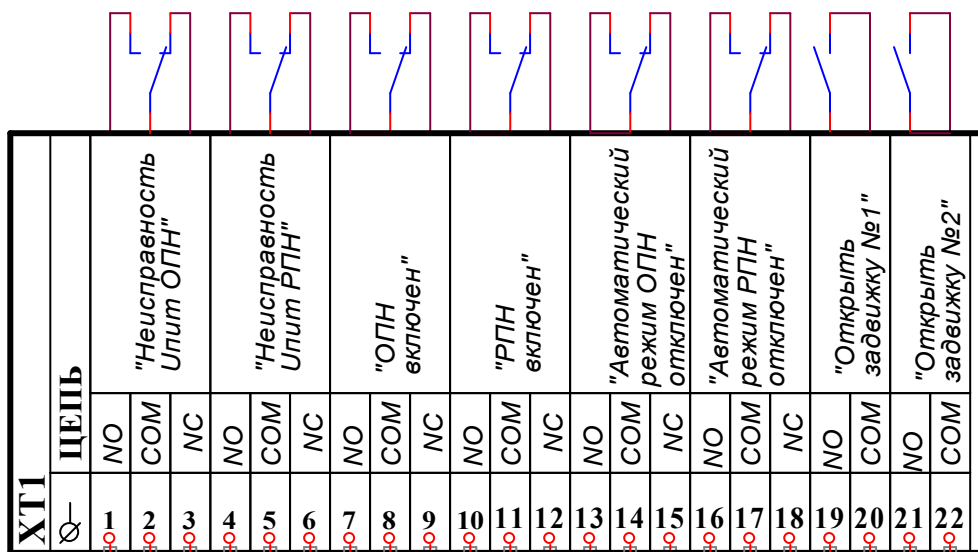 XT1
ЦЕПЬ
"Неисправность
Uпит ОПН"
"Неисправность
Uпит РПН"
"ОПН
включен"
"РПН
включен"
"Автоматический
режим ОПН
отключен"
"Автоматический
режим РПН
отключен"
"Открыть
задвижку №1"
"Открыть
задвижку №2"
NO COM NC NO COM NC NO COM NC NO COM NC NO COM NC NO COM NC NO COM NO COM
1 2 3 4 5 6 7 8 9 10 11 12 13 14 15 16 17 18 19 20 21 22